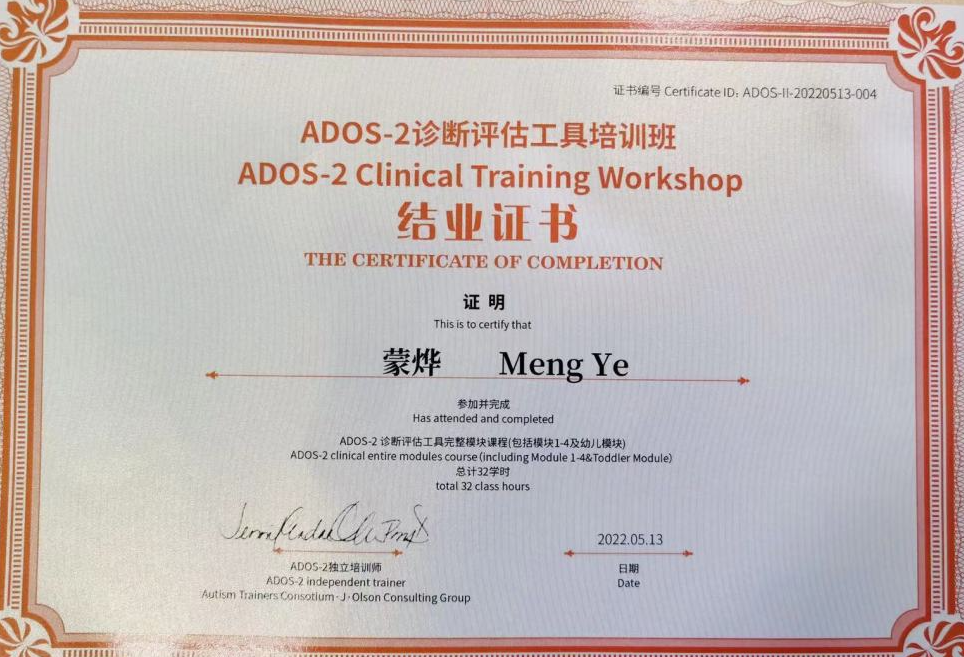 证书编号 Certificate ID: ADOS-II-20220513-004
ADOS-2诊断评估工具培训班
ADOS-2 Clinical Training Workshop
结业证书
THE CERTIFICATE OF COMPLETION
证 明
This is to certify that
蒙烨 Meng Ye
参加并完成
Has attended and completed
ADOS-2 诊断评估工具完整模块课程(包括模块1-4及幼儿模块)
ADOS-2 clinical entire modules course(including Module 1-4&Toddler Module)
总计32学时
total 32 class hours
2022.05.13
ADOS-2独立培训师
日期
ADOS-2 independent trainer
Date
Autism Trainers Consotium·J·Olson Consulting Group